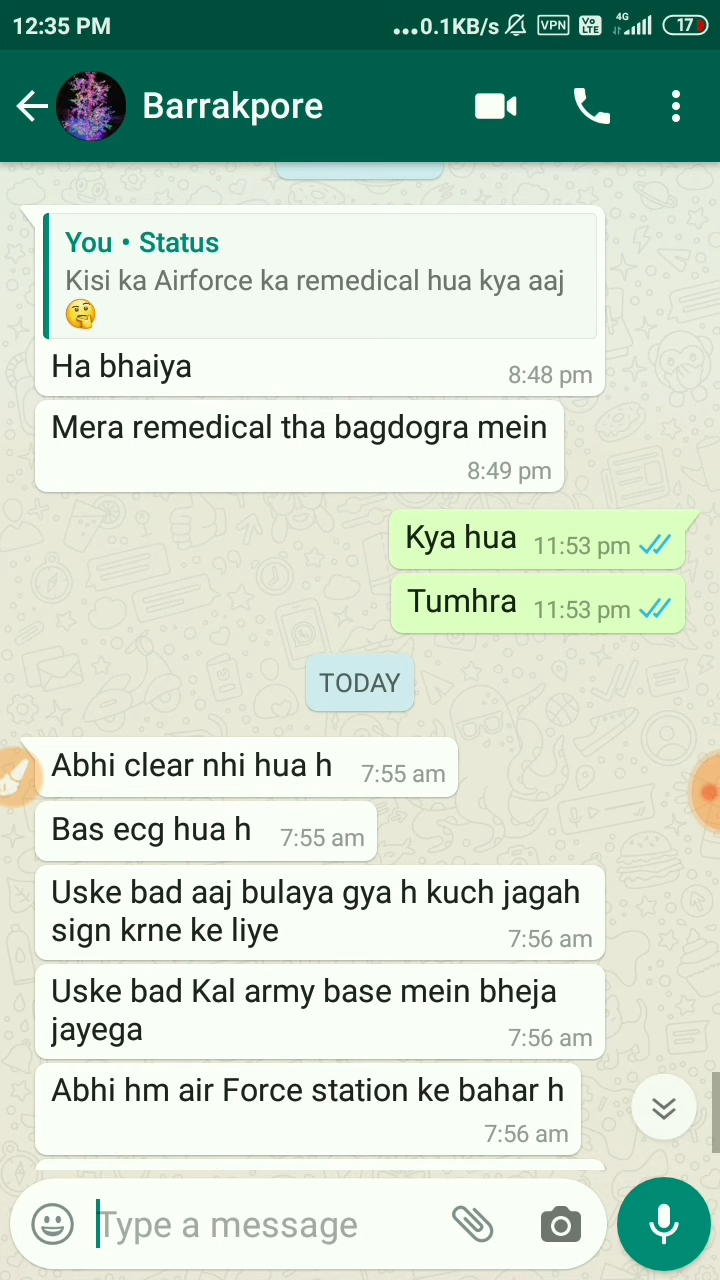 12:35 PM ...0.1KB/s VPN Vo LTE 4G 17
Barrakpore
You • Status
Kisi ka Airforce ka remedical hua kya aaj
🤔
Ha bhaiya 8:48 pm
Mera remedical tha bagdogra mein
8:49 pm
Kya hua 11:53 pm
Tumhra 11:53 pm
TODAY
Abhi clear nhi hua h 7:55 am
Bas ecg hua h 7:55 am
Uske bad aaj bulaya gya h kuch jagah
sign krne ke liye 7:56 am
Uske bad Kal army base mein bheja
jayega 7:56 am
Abhi hm air Force station ke bahar h
7:56 am
Type a message